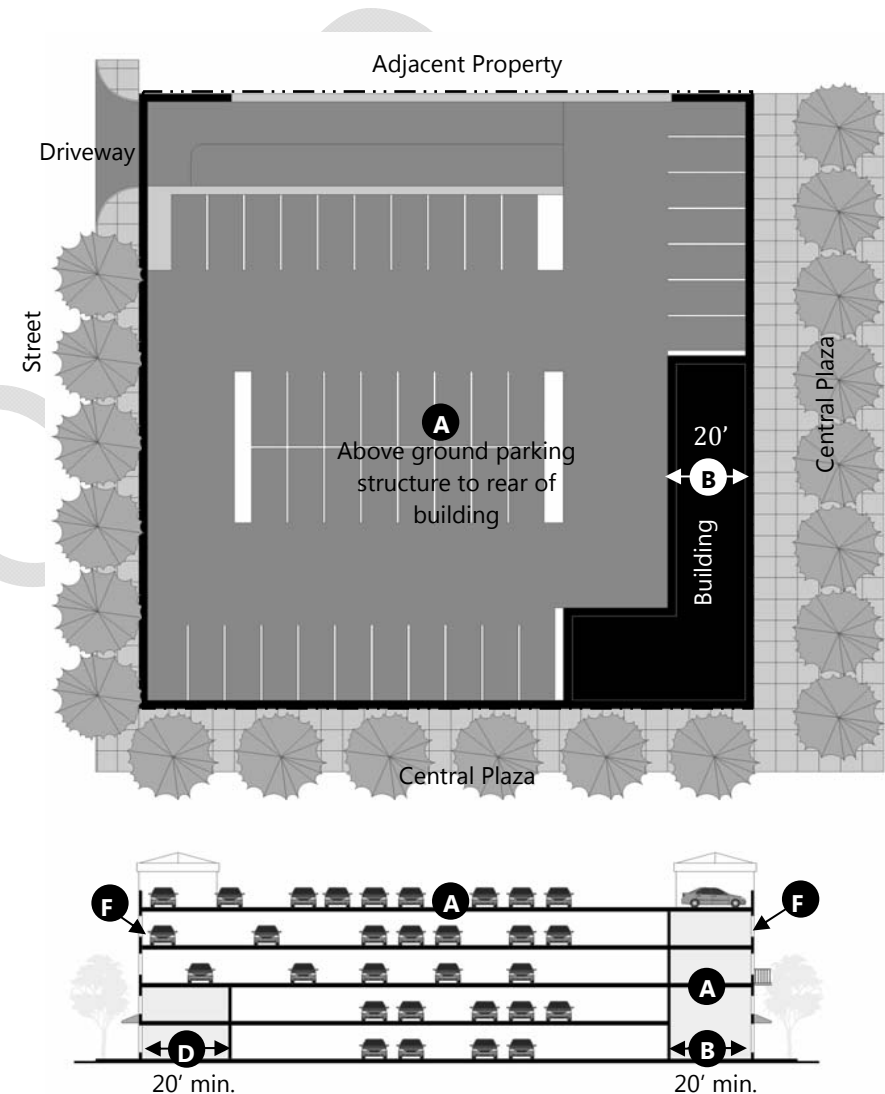 Adjacent Property
Driveway
Street
A
Above ground parking
structure to rear of
building
20’
B
Building
Central Plaza
Central Plaza
A
F
F
A
D
B
20’ min.
20’ min.